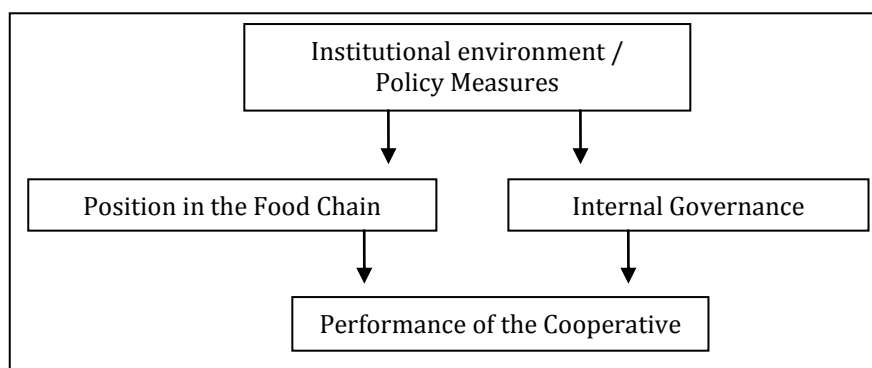 Institutional environment /
Policy Measures
Position in the Food Chain
Internal Governance
Performance of the Cooperative